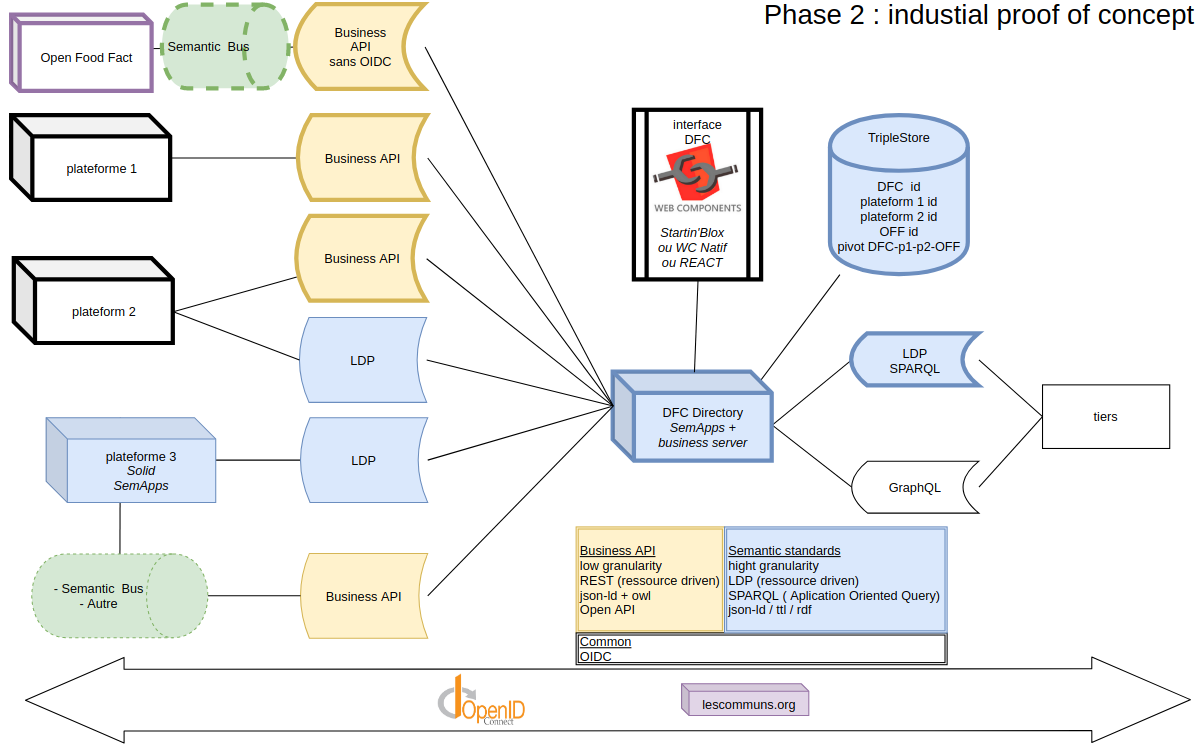 Phase 2 : industial proof of concept
Open Food Fact
Semantic Bus
Business
API
sans OIDC
plateforme 1
Business API
plateform 2
Business API
LDP
plateforme 3
Solid
SemApps
LDP
- Semantic Bus
- Autre
Business API
interface
DFC
WEB COMPONENTS
Startin'Blox
ou WC Natif
ou REACT
TripleStore
DFC id
plateform 1 id
plateform 2 id
OFF id
pivot DFC-p1-p2-OFF
DFC Directory
SemApps +
business server
LDP
SPARQL
GraphQL
tiers
Business API
low granularity
REST (ressource driven)
json-ld + owl
Open API
Semantic standards
hight granularity
LDP (ressource driven)
SPARQL ( Aplication Oriented Query)
json-ld / ttl / rdf
Common
OIDC
OpenID
Connect
lescommuns.org